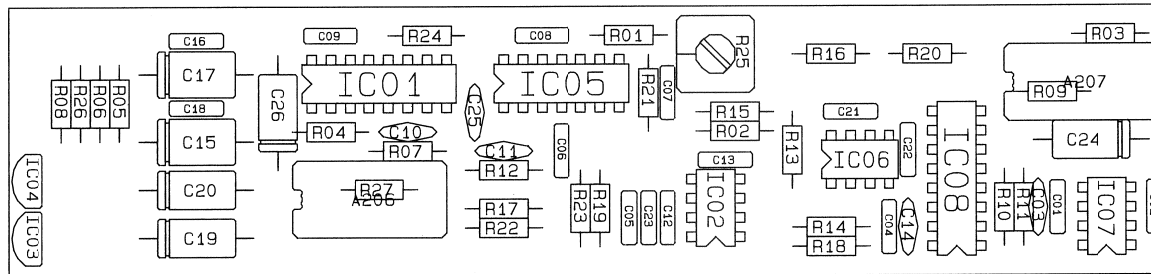 C16
C17
C18
C15
C20
C19
R08
R26
R06
R05
IC04
IC03
C09
R24
IC01
C26
R04
C10
R07
R27
A206
C25
C11
R12
R17
R22
C08
R01
IC05
R21
C07
C06
R23
R19
C05
C23
C12
R25
R15
R02
C13
IC02
R13
R16
R20
C21
IC06
C22
R14
R18
C04
C14
IC08
R03
A207
R09
C24
R10
R11
C03
C01
IC07